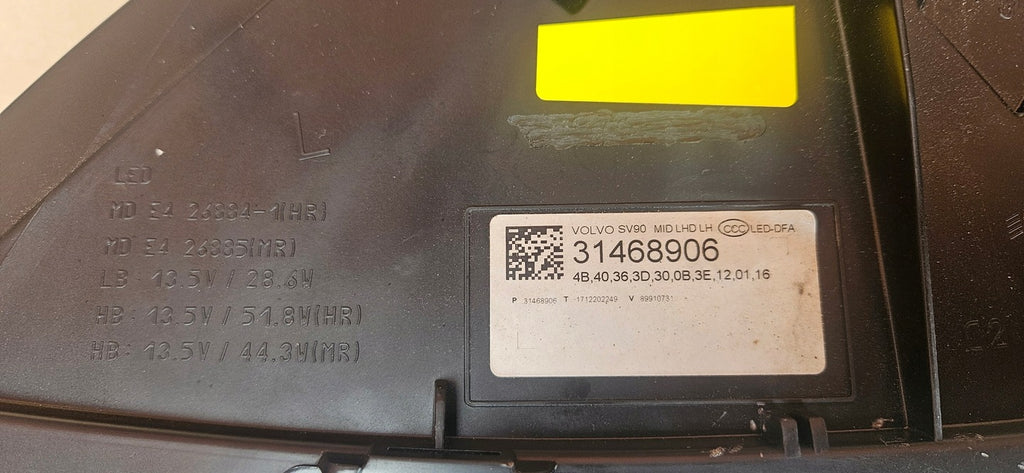 L
LED
MD E4 26884-1(HR)
MD E4 26885(MR)
LB: 13.5V / 28.6W
HB: 13.5V / 51.8W(HR)
HB: 13.5V / 44.3W(MR)
VOLVO SV90 MID LHD LH CCC LED-DFA
31468906
4B,40,36,3D,30,0B,3E,12,01,16
P 31468906 T -1712202249 V 89910731